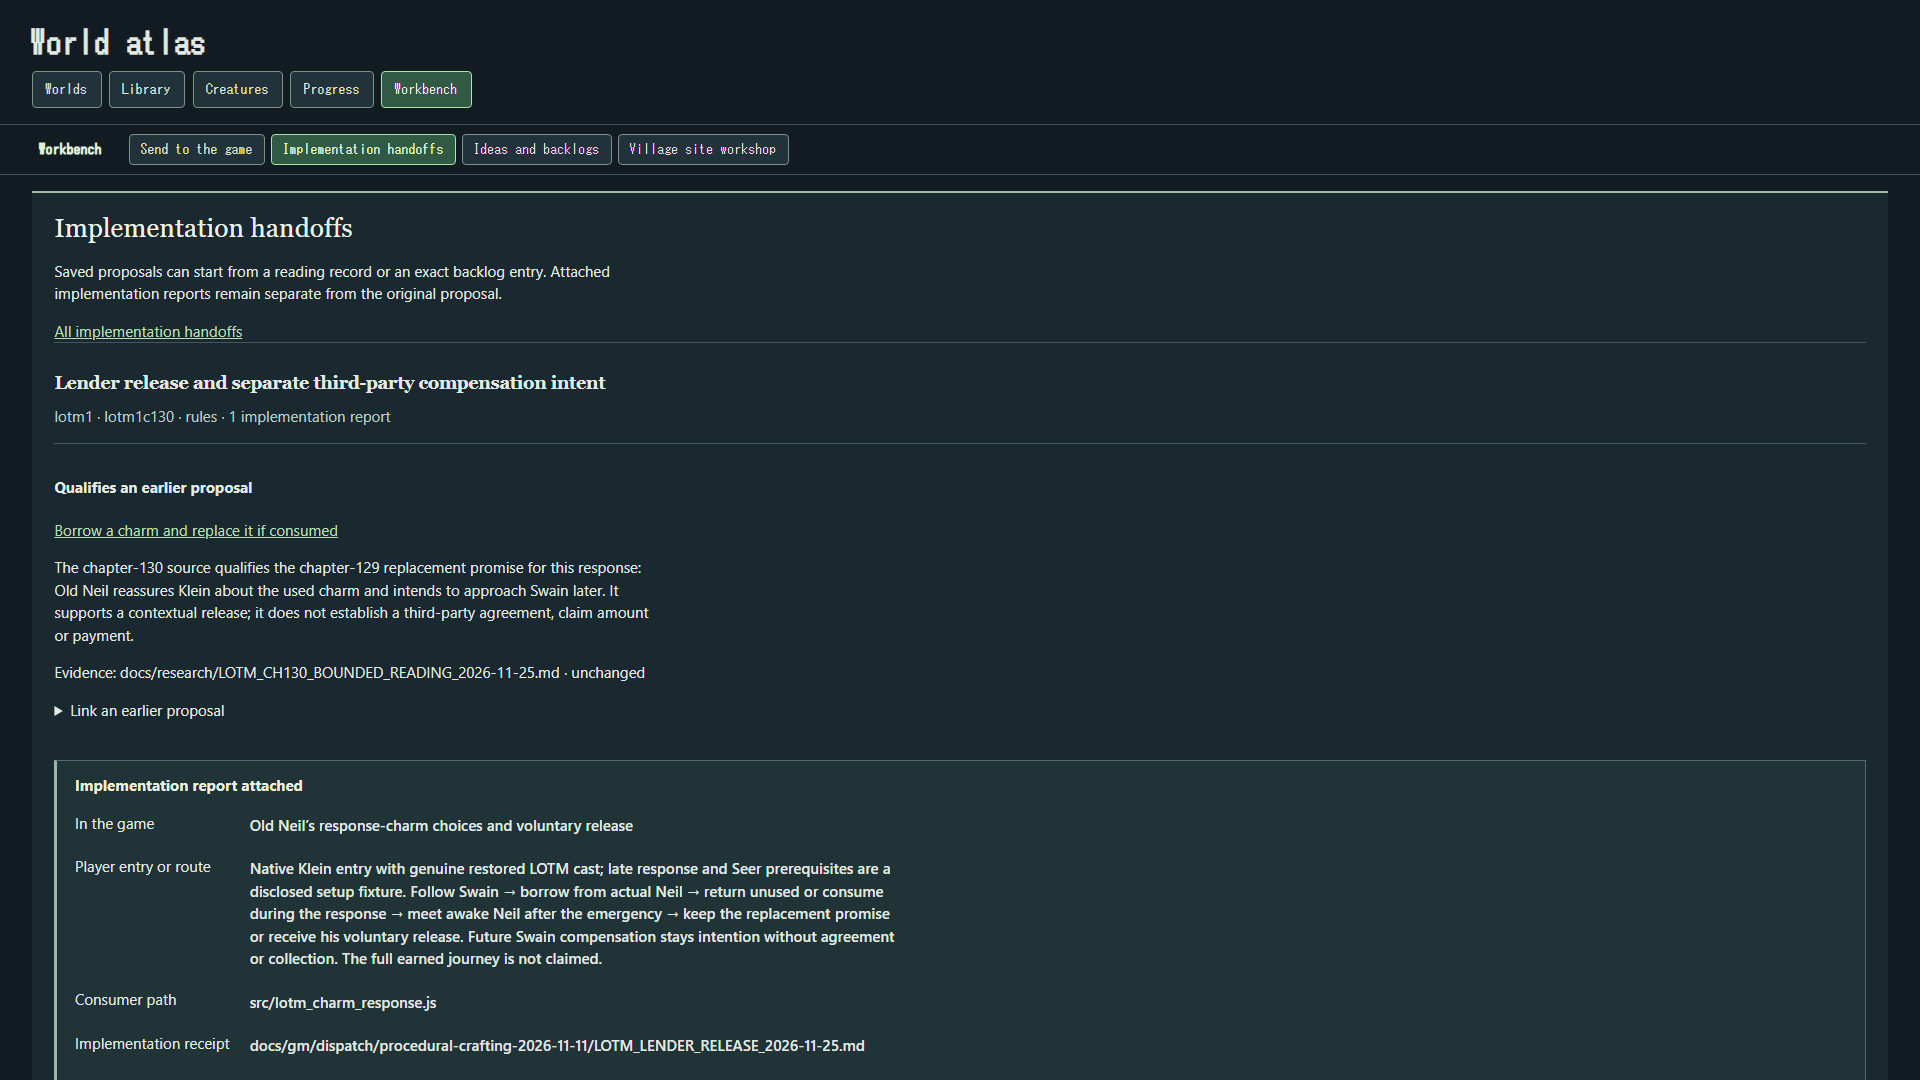 World atlas
Worlds
Library
Creatures
Progress
Workbench
Workbench
Send to the game
Implementation handoffs
Ideas and backlogs
Village site workshop
Implementation handoffs
Saved proposals can start from a reading record or an exact backlog entry. Attached
implementation reports remain separate from the original proposal.
All implementation handoffs
Lender release and separate third-party compensation intent
lotm1 · lotm1c130 · rules · 1 implementation report
Qualifies an earlier proposal
Borrow a charm and replace it if consumed
The chapter-130 source qualifies the chapter-129 replacement promise for this response:
Old Neil reassures Klein about the used charm and intends to approach Swain later. It
supports a contextual release; it does not establish a third-party agreement, claim amount
or payment.
Evidence: docs/research/LOTM_CH130_BOUNDED_READING_2026-11-25.md · unchanged
▶ Link an earlier proposal
Implementation report attached
In the game
Old Neil’s response-charm choices and voluntary release
Player entry or route
Native Klein entry with genuine restored LOTM cast; late response and Seer prerequisites are a
disclosed setup fixture. Follow Swain → borrow from actual Neil → return unused or consume
during the response → meet awake Neil after the emergency → keep the replacement promise
or receive his voluntary release. Future Swain compensation stays intention without agreement
or collection. The full earned journey is not claimed.
Consumer path
src/lotm_charm_response.js
Implementation receipt
docs/gm/dispatch/procedural-crafting-2026-11-11/LOTM_LENDER_RELEASE_2026-11-25.md